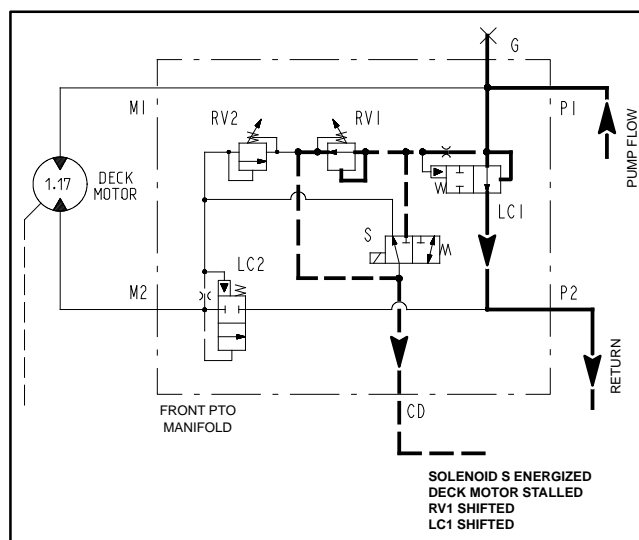 G
M1
P1
RV2
RV1
PUMP FLOW
1.17
DECK
MOTOR
LC1
S
LC2
M2
P2
RETURN
FRONT PTO
MANIFOLD
CD
SOLENOID S ENERGIZED
DECK MOTOR STALLED
RV1 SHIFTED
LC1 SHIFTED